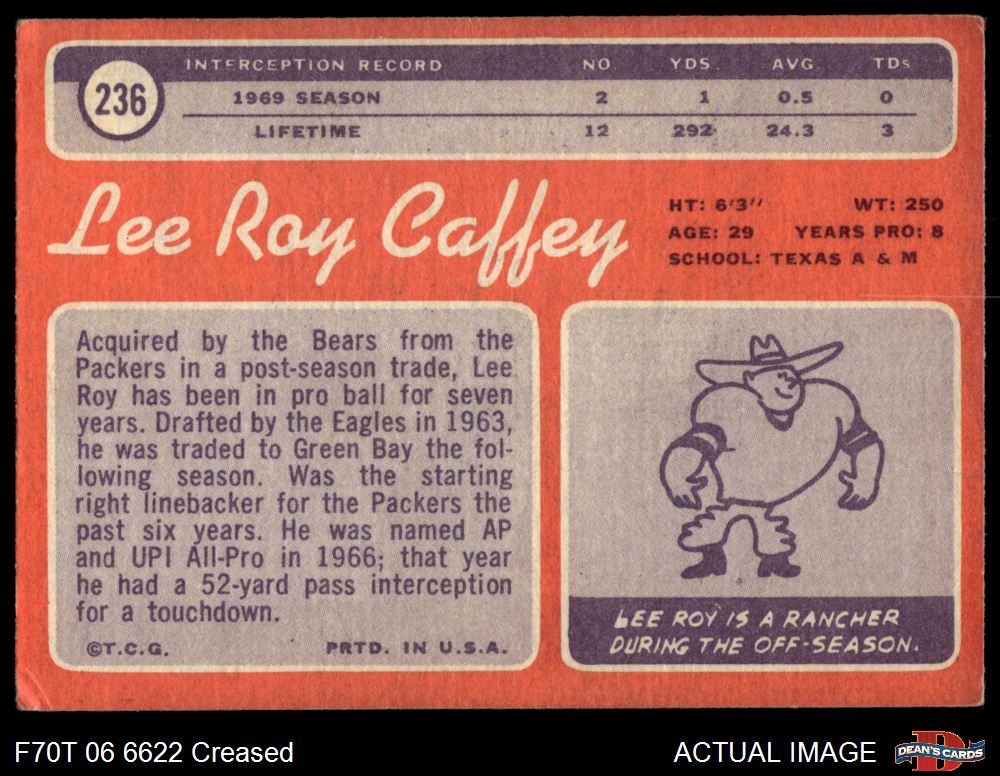 INTERCEPTION RECORD NO. YDS. AVG. TDs
236
1969 SEASON 2 1 0.5 0
LIFETIME 12 292 24.3 3
Lee Roy Caffey
HT: 6'3" WT: 250
AGE: 29 YEARS PRO: 8
SCHOOL: TEXAS A & M
Acquired by the Bears from the
Packers in a post-season trade, Lee
Roy has been in pro ball for seven
years. Drafted by the Eagles in 1963,
he was traded to Green Bay the fol-
lowing season. Was the starting
right linebacker for the Packers the
past six years. He was named AP
and UPI All-Pro in 1966; that year
he had a 52-yard pass interception
for a touchdown.
©T.C.G. PRTD. IN U.S.A.
LEE ROY IS A RANCHER
DURING THE OFF-SEASON.
F70T 06 6622 Creased
ACTUAL IMAGE
D
DEAN'S CARDS